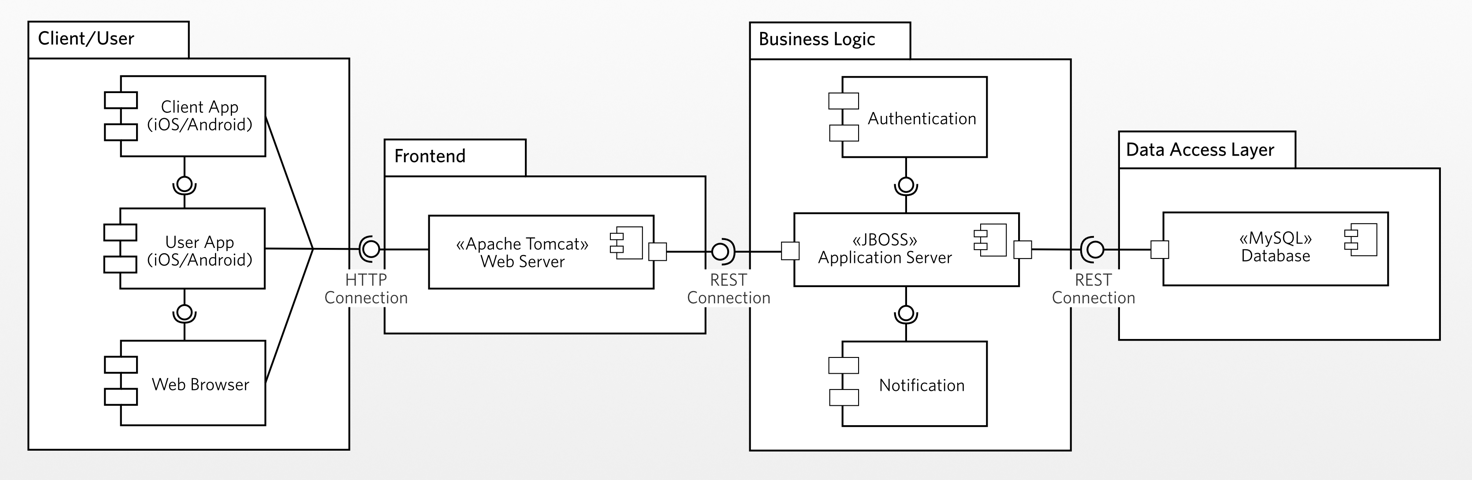 Client/User
Client App
(iOS/Android)
User App
(iOS/Android)
Web Browser
HTTP
Connection
Frontend
«Apache Tomcat»
Web Server
REST
Connection
Business Logic
Authentication
«JBOSS»
Application Server
Notification
REST
Connection
Data Access Layer
«MySQL»
Database